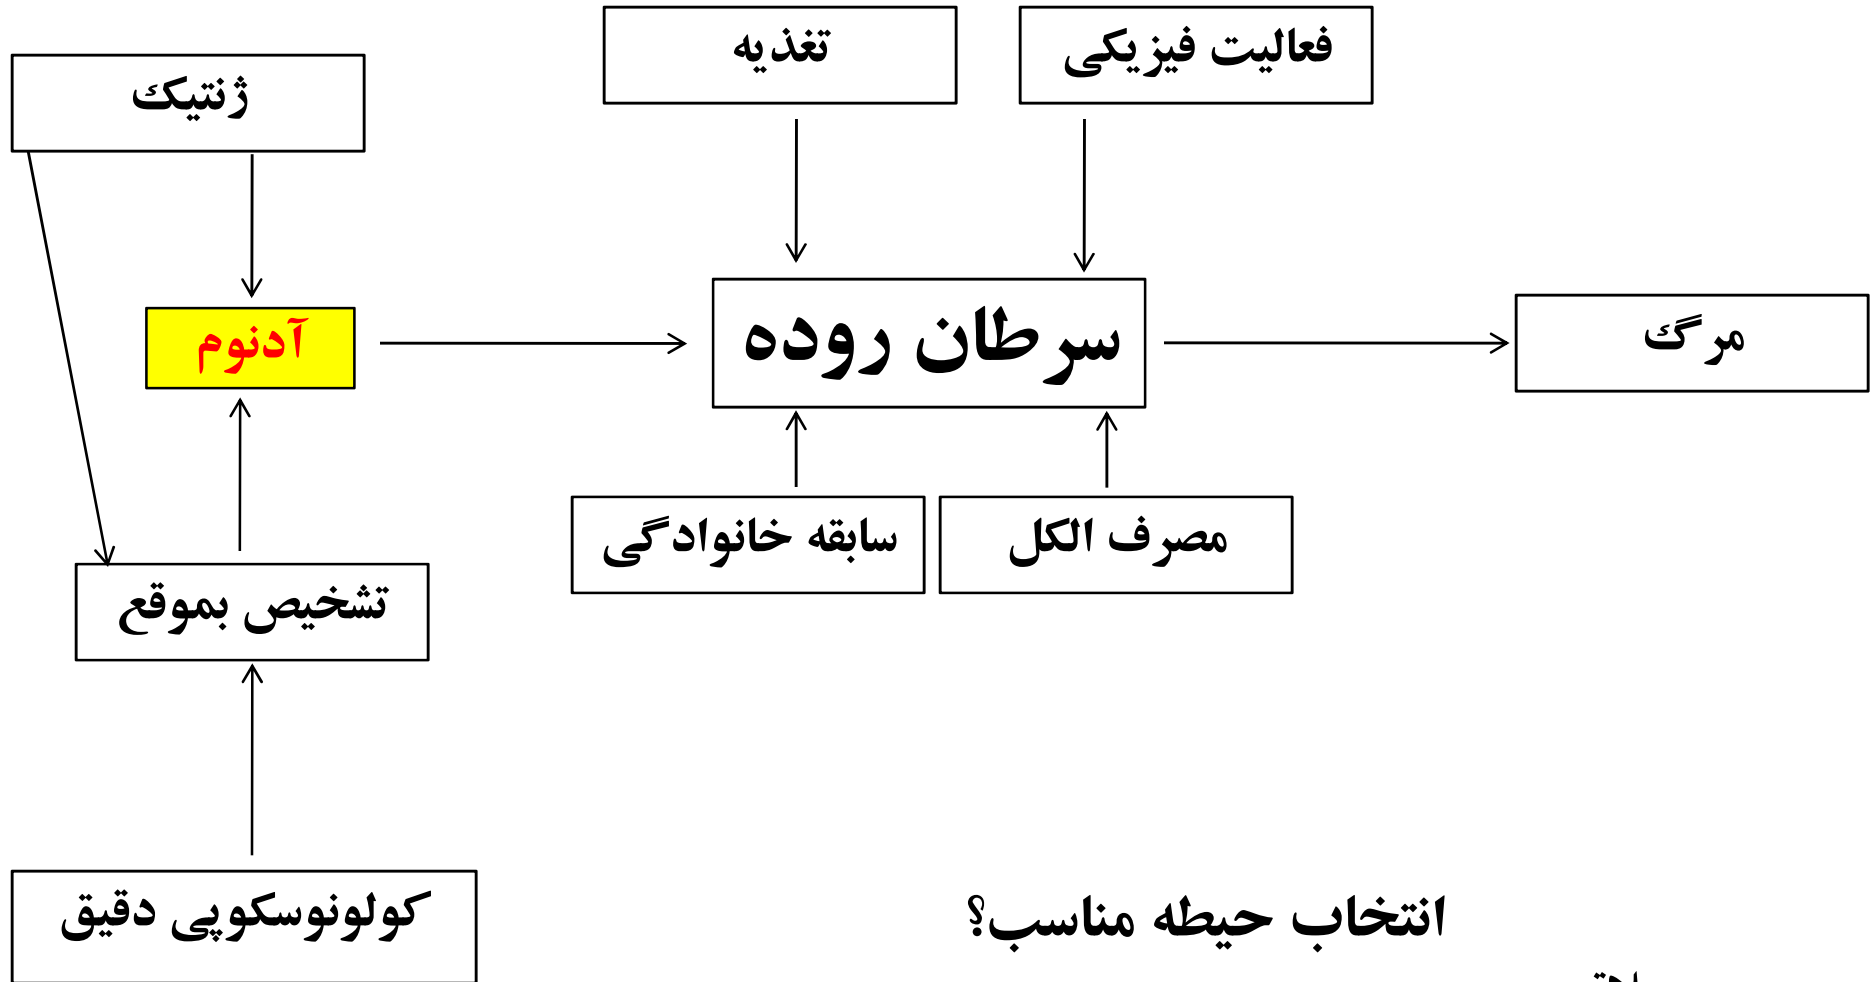 فعالیت فیزیکی
تغذیه
ژنتیک
مرگ
سرطان روده
آدنوم
مصرف الکل
سابقه خانوادگی
تشخیص بموقع
کولونوسکوپی دقیق
انتخاب حیطه مناسب؟